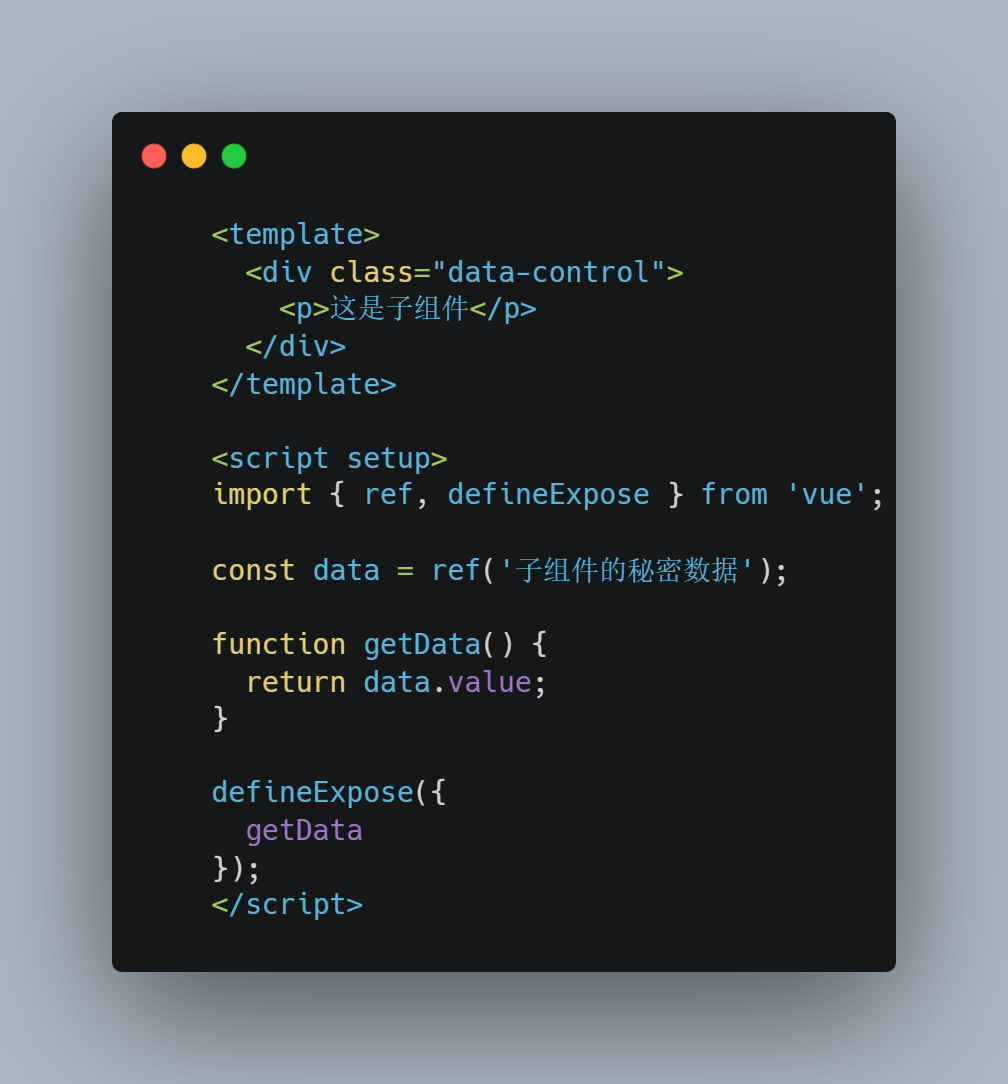 <template>
  <div class="data-control">
    <p>这是子组件</p>
  </div>
</template>

<script setup>
import { ref, defineExpose } from 'vue';

const data = ref('子组件的秘密数据');

function getData() {
  return data.value;
}

defineExpose({
  getData
});
</script>